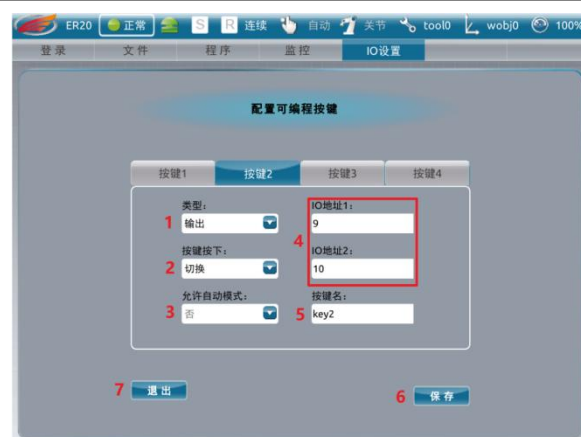 ER20 正常 S R 连续 自动 关节 tool0 wobj0 100%
登录 文件 程序 监控 IO设置
配置可编程按键
按键1 按键2 按键3 按键4
类型： IO地址1：
1 输出 9
4
按键按下： IO地址2：
2 切换 10
允许自动模式： 按键名：
3 否 5 key2
7 退出 6 保存